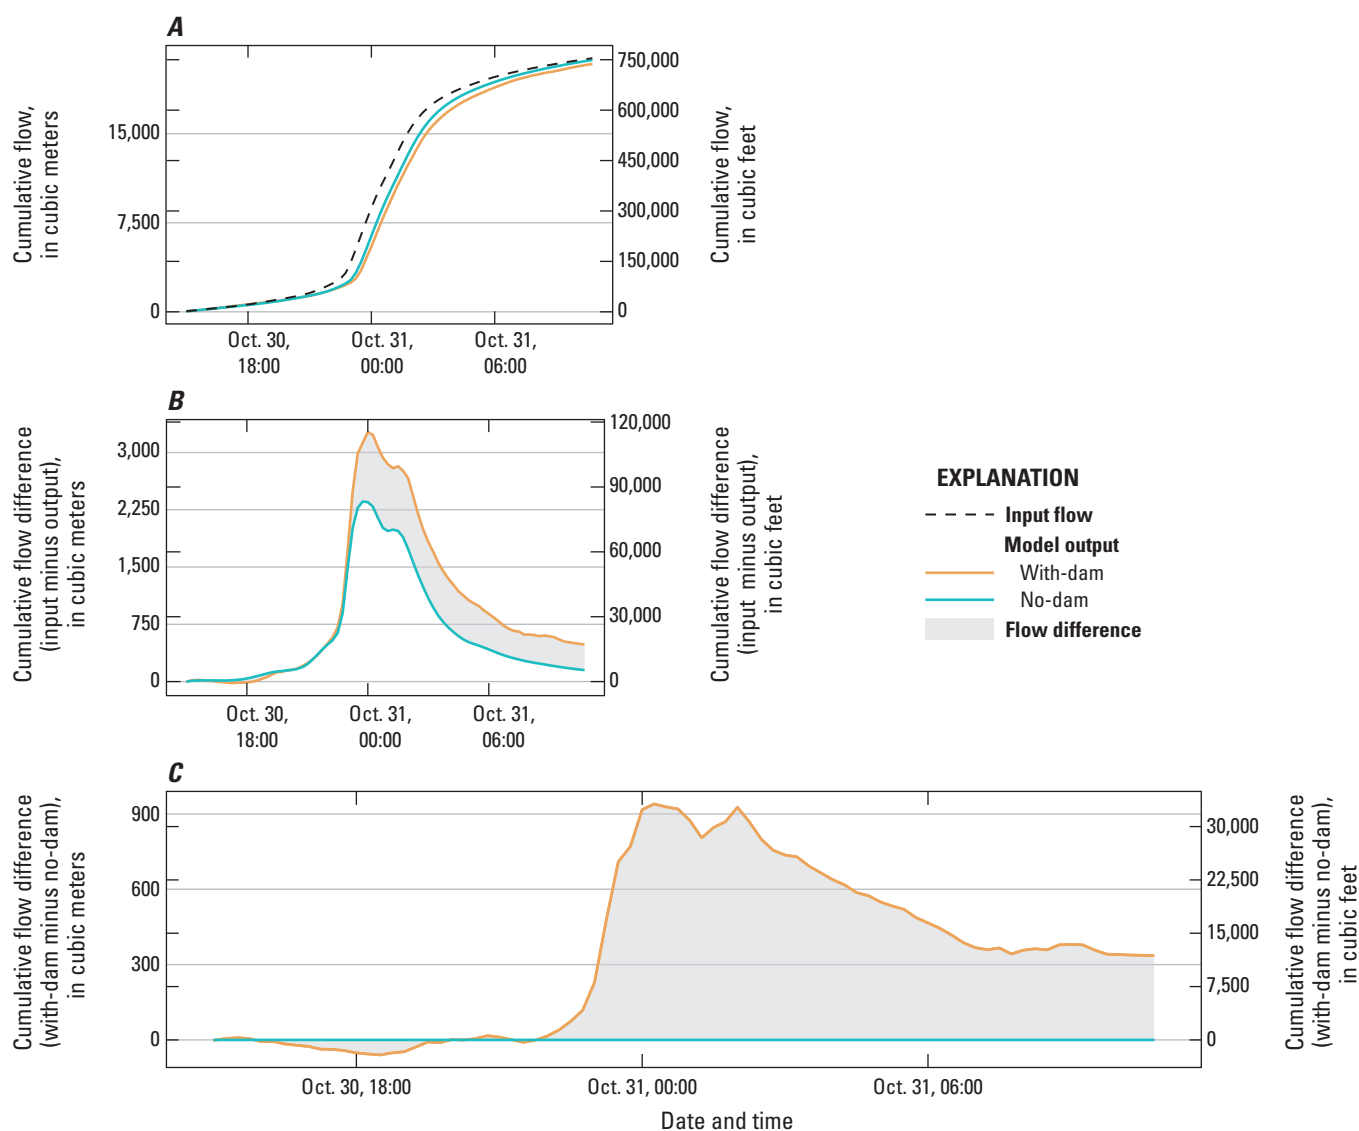 A
Cumulative flow,
in cubic meters
15,000
7,500
0
750,000
600,000
450,000
300,000
150,000
0
Cumulative flow,
in cubic feet
Oct. 30,
18:00
Oct. 31,
00:00
Oct. 31,
06:00
B
Cumulative flow difference
(input minus output),
in cubic meters
3,000
2,250
1,500
750
0
120,000
90,000
60,000
30,000
0
Cumulative flow difference
(input minus output),
in cubic feet
Oct. 30,
18:00
Oct. 31,
00:00
Oct. 31,
06:00
EXPLANATION
Input flow
Model output
With-dam
No-dam
Flow difference
C
Cumulative flow difference
(with-dam minus no-dam),
in cubic meters
900
600
300
0
30,000
22,500
15,000
7,500
0
Cumulative flow difference
(with-dam minus no-dam),
in cubic feet
Oct. 30, 18:00
Oct. 31, 00:00
Oct. 31, 06:00
Date and time